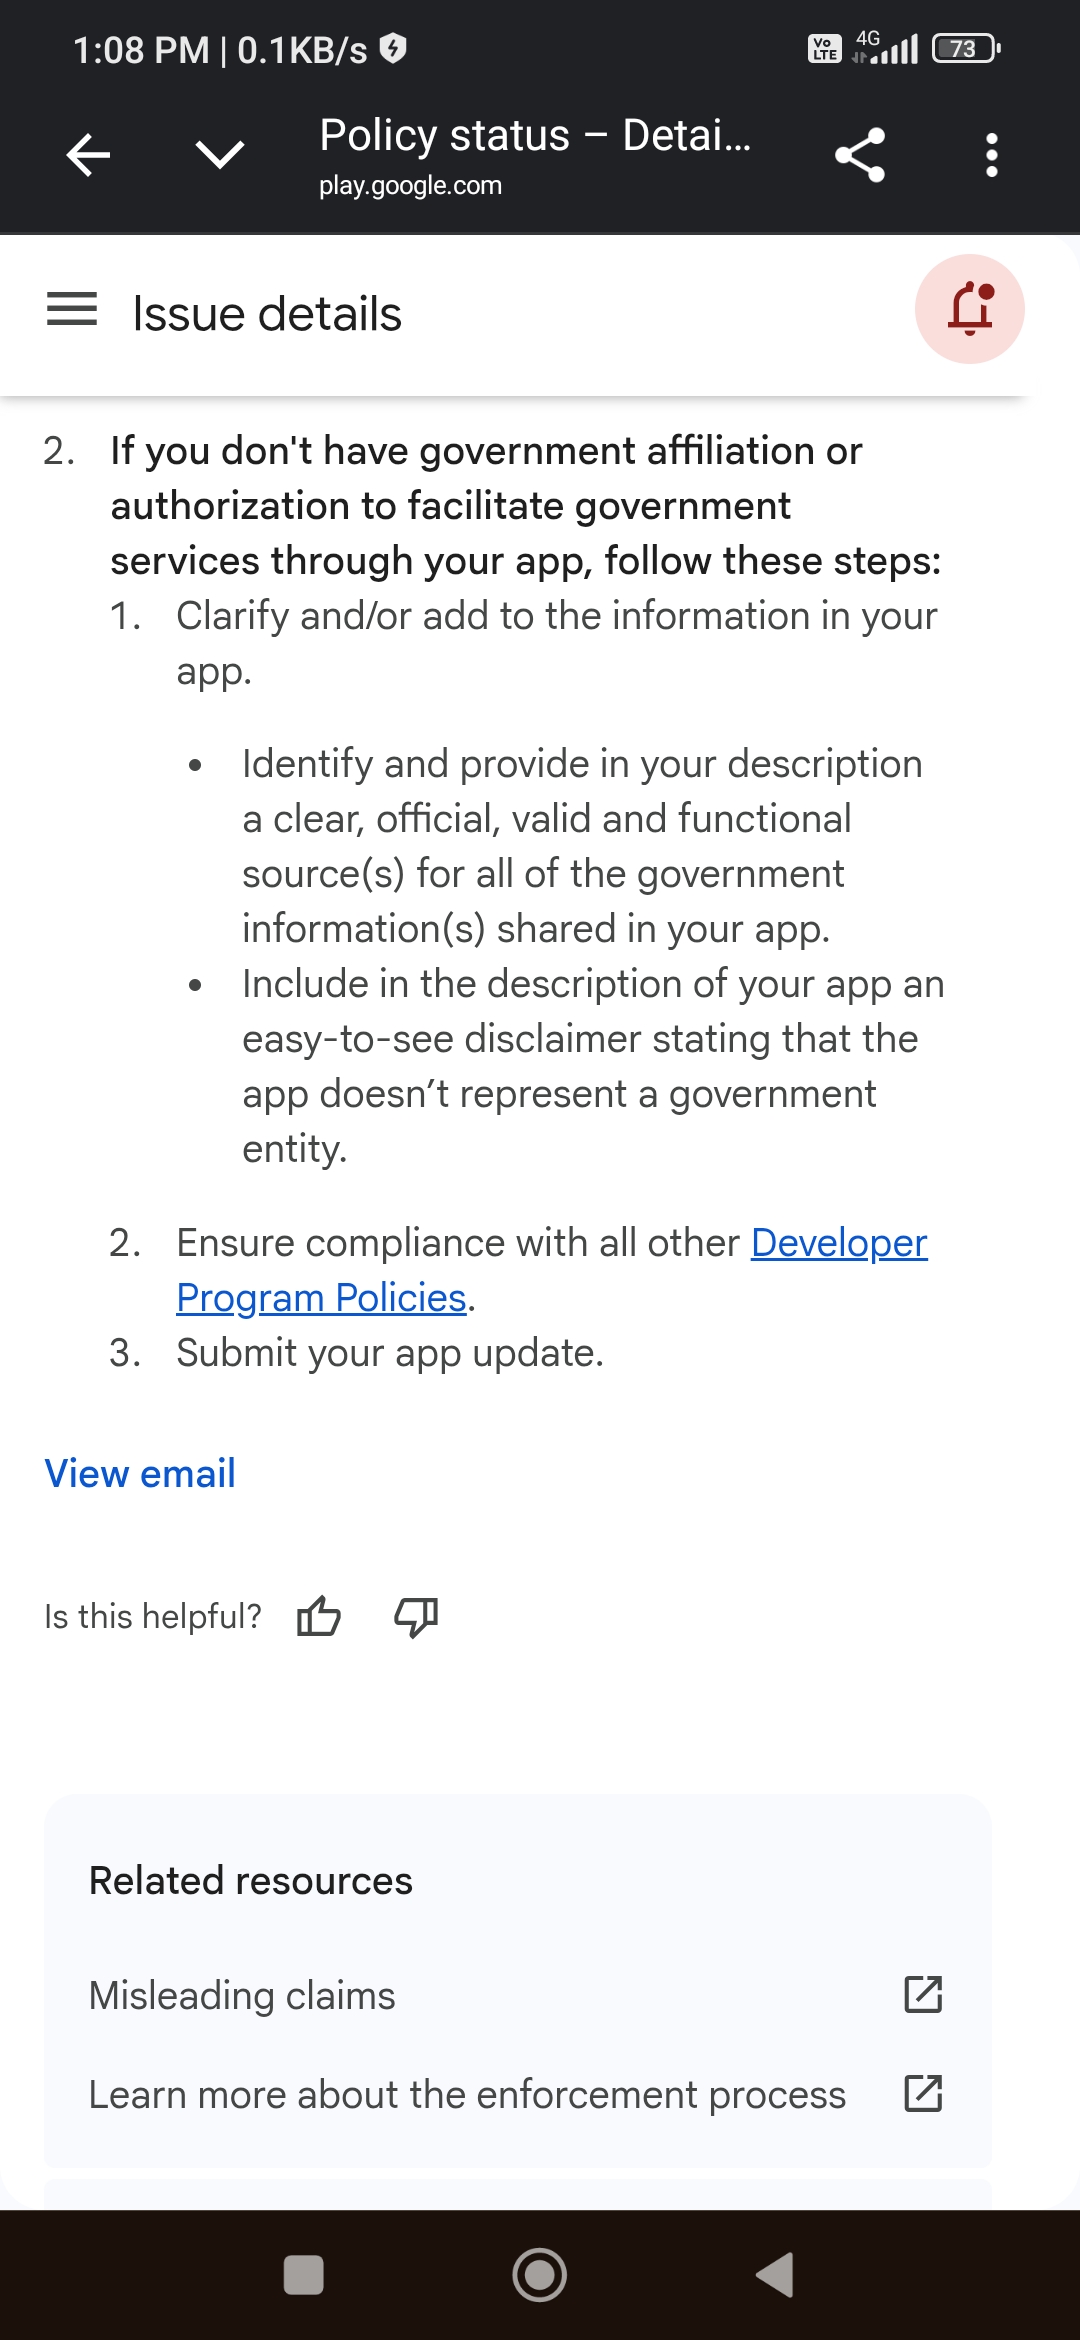 1:08 PM | 0.1KB/s
Vo LTE 4G 73
Policy status – Detai...
play.google.com
Issue details
2. If you don't have government affiliation or
authorization to facilitate government
services through your app, follow these steps:
1. Clarify and/or add to the information in your
app.
• Identify and provide in your description
a clear, official, valid and functional
source(s) for all of the government
information(s) shared in your app.
• Include in the description of your app an
easy-to-see disclaimer stating that the
app doesn’t represent a government
entity.
2. Ensure compliance with all other Developer
Program Policies.
3. Submit your app update.
View email
Is this helpful?
Related resources
Misleading claims
Learn more about the enforcement process